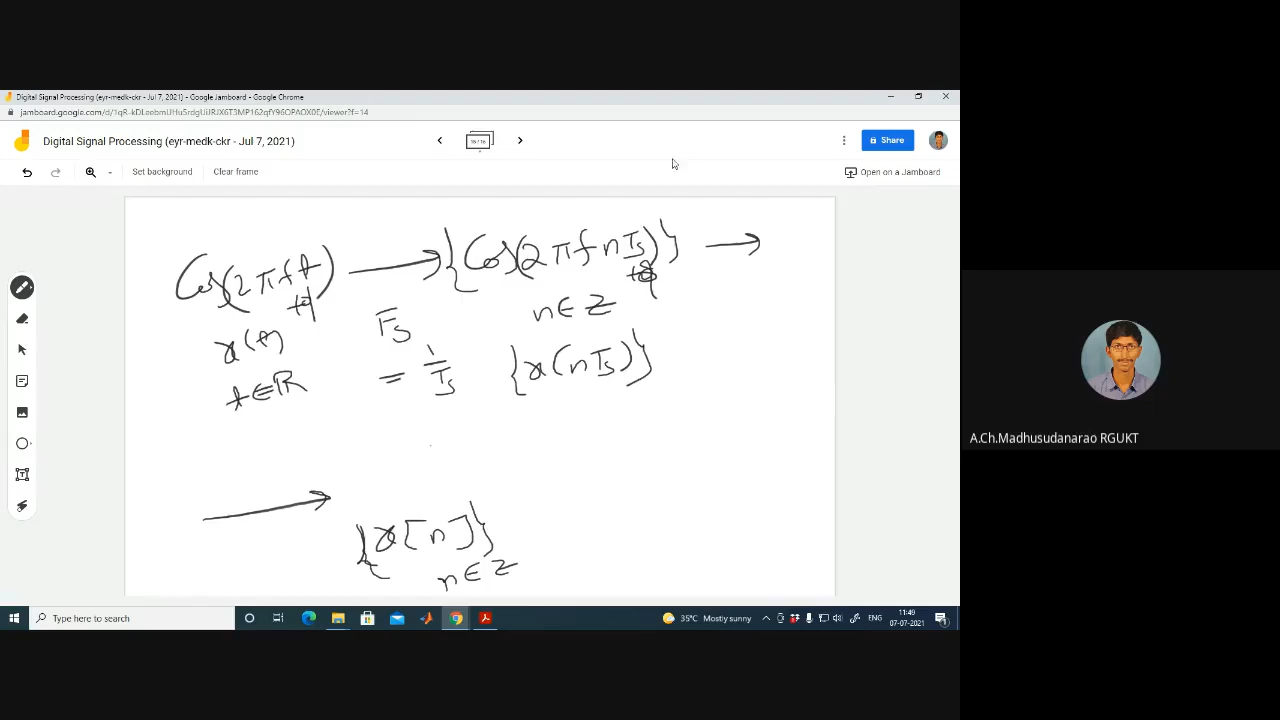 Digital Signal Processing (eyr-medk-ckr - Jul 7, 2021) - Google Jamboard - Google Chrome
Digital Signal Processing (eyr-medk-ckr - Jul 7, 2021)
Share
Set background
Clear frame
Open on a Jamboard
Cos(2πft+φ) → {Cos(2πfnTs+φ)} →
x(t)
t∈ℝ
Fs
= 1/Ts
n∈Z
{x(nTs)}
→ {x[n]}
n∈Z
A.Ch.Madhusudanarao RGUKT
Type here to search
35°C Mostly sunny
ENG
11:49
07-07-2021